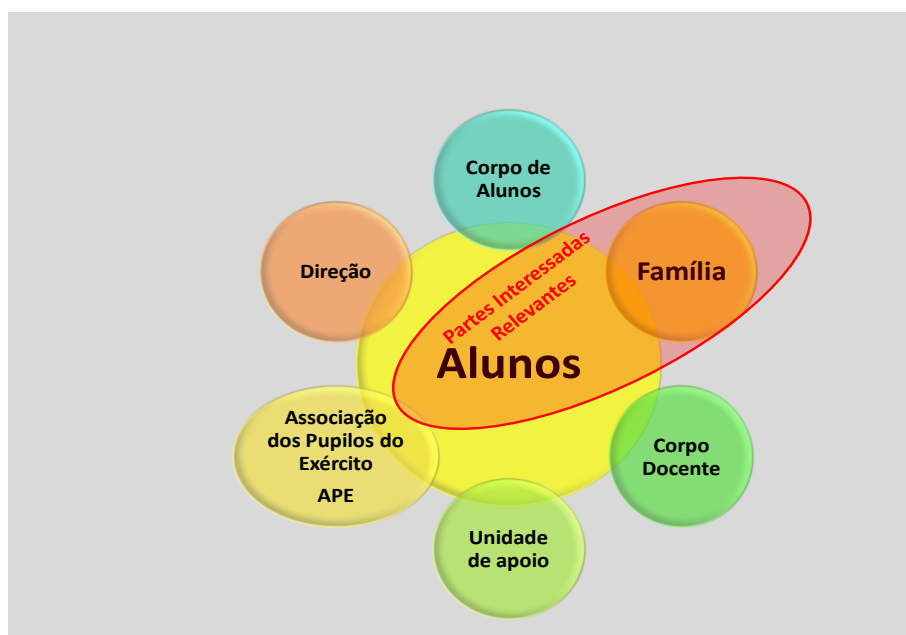 Corpo de
Alunos
Direção
Família
Partes Interessadas
Relevantes
Alunos
Associação
dos Pupilos do
Exército
APE
Corpo
Docente
Unidade
de apoio